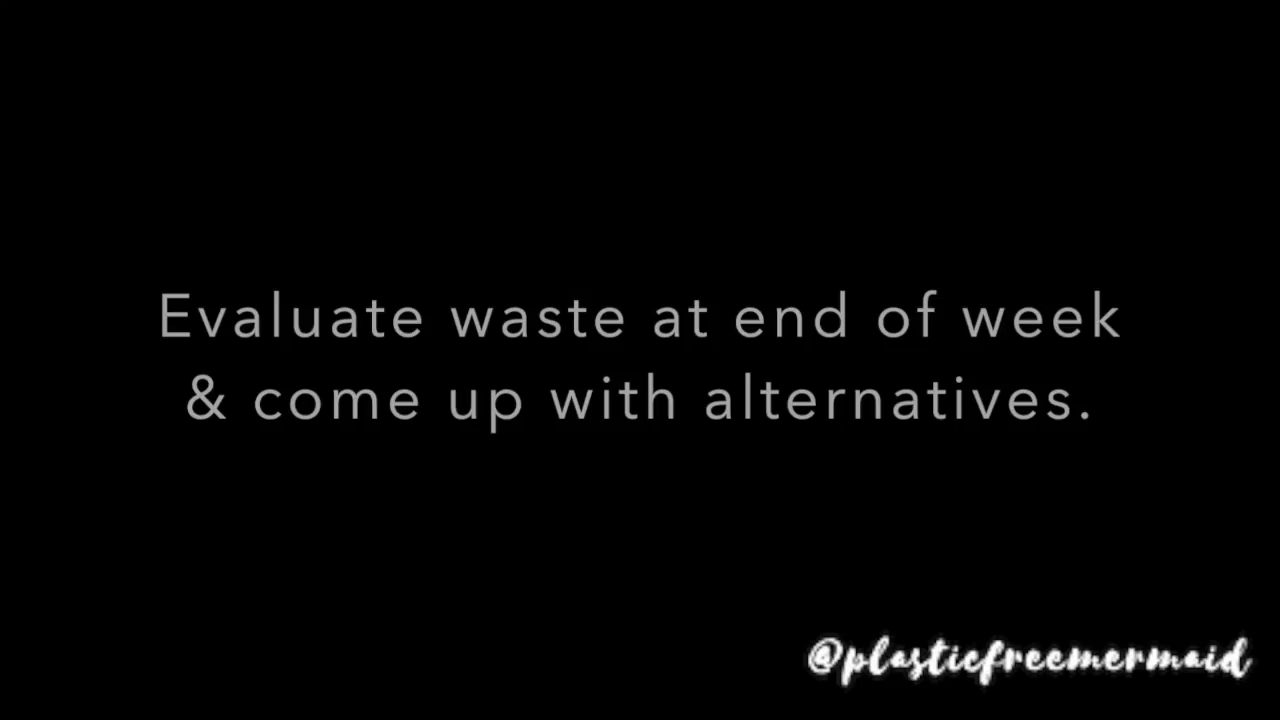 Evaluate waste at end of week
& come up with alternatives.
@plasticfreemermaid